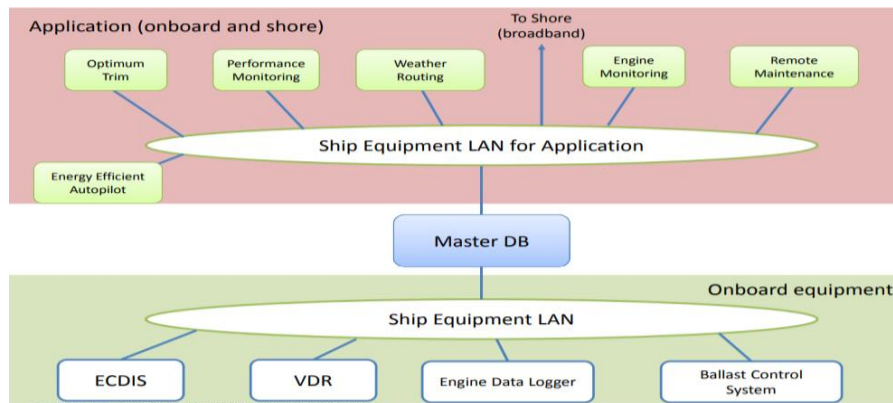 Application (onboard and shore)
To Shore
(broadband)
Optimum
Trim
Performance
Monitoring
Weather
Routing
Engine
Monitoring
Remote
Maintenance
Ship Equipment LAN for Application
Energy Efficient
Autopilot
Master DB
Onboard equipment
Ship Equipment LAN
ECDIS
VDR
Engine Data Logger
Ballast Control
System